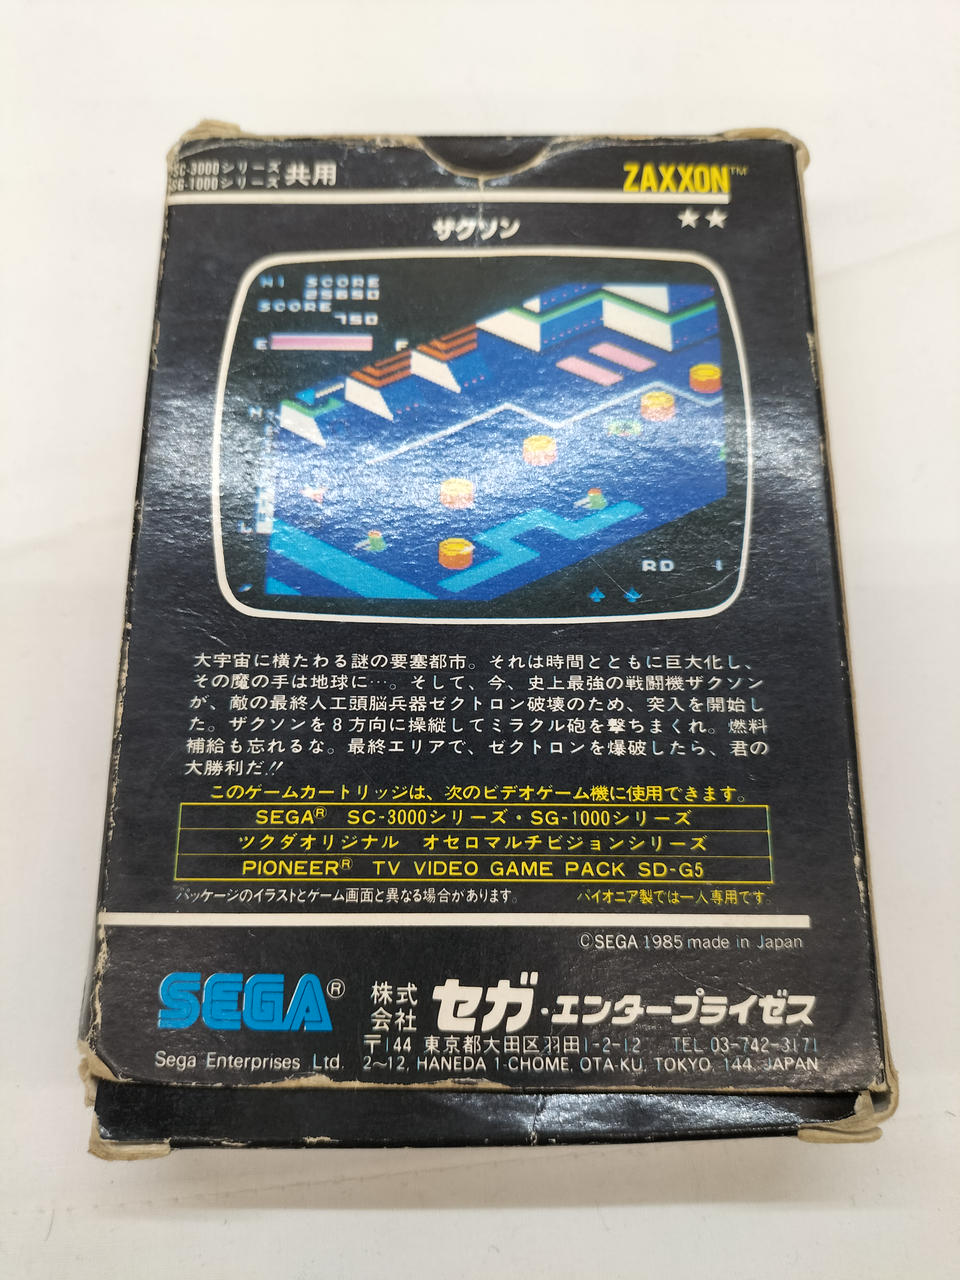 SC-3000シリーズ
SG-1000シリーズ 共用
ZAXXON™
★★
ザクソン
HI SCORE
25850
SCORE
750
E F
H
RD 1
大宇宙に横たわる謎の要塞都市。それは時間とともに巨大化し、
その魔の手は地球に…。そして、今、史上最強の戦闘機ザクソン
が、敵の最終人工頭脳兵器ゼクトロン破壊のため、突入を開始し
た。ザクソンを8方向に操縦してミラクル砲を撃ちまくれ。燃料
補給も忘れるな。最終エリアで、ゼクトロンを爆破したら、君の
大勝利だ!!
このゲームカートリッジは、次のビデオゲーム機に使用できます。
SEGA® SC-3000シリーズ・SG-1000シリーズ
ツクダオリジナル オセロマルチビジョンシリーズ
PIONEER® TV VIDEO GAME PACK SD-G5
パッケージのイラストとゲーム画面と異なる場合があります。
パイオニア製では一人専用です。
©SEGA 1985 made in Japan
SEGA®
株式会社 セガ・エンタープライゼス
〒144 東京都大田区羽田1-2-12 TEL 03-742-3171
Sega Enterprises Ltd. 2~12, HANEDA 1-CHOME, OTA-KU, TOKYO, 144, JAPAN